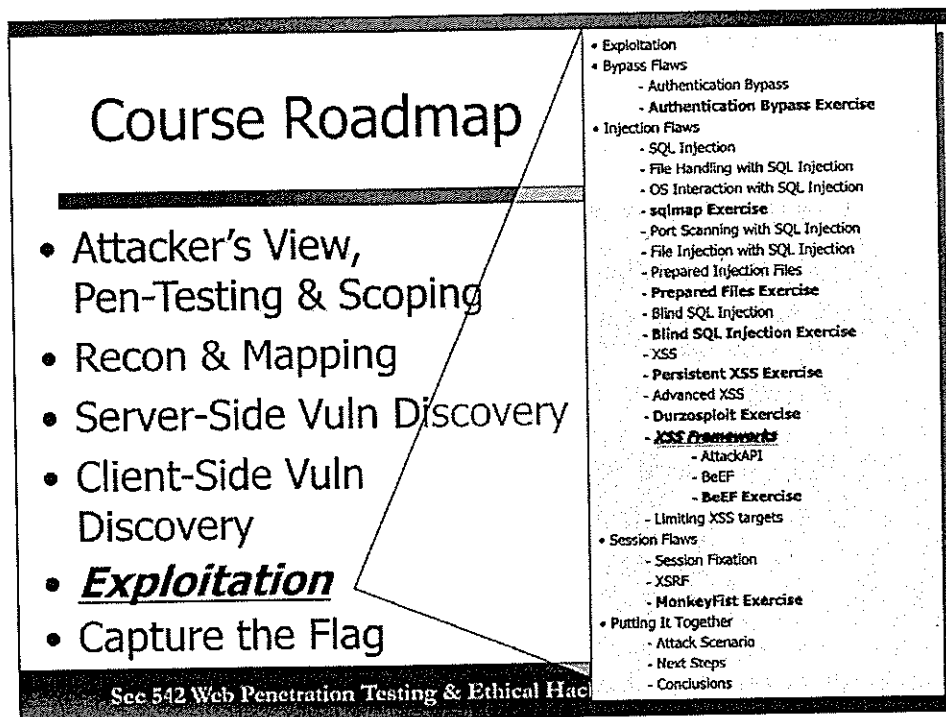 Course Roadmap
• Attacker's View,
Pen-Testing & Scoping
• Recon & Mapping
• Server-Side Vuln Discovery
• Client-Side Vuln
Discovery
• Exploitation
• Capture the Flag
• Exploitation
• Bypass Flaws
- Authentication Bypass
- Authentication Bypass Exercise
• Injection Flaws
- SQL Injection
- File Handling with SQL Injection
- OS Interaction with SQL Injection
- sqlmap Exercise
- Port Scanning with SQL Injection
- File Injection with SQL Injection
- Prepared Injection Files
- Prepared Files Exercise
- Blind SQL Injection
- Blind SQL Injection Exercise
- XSS
- Persistent XSS Exercise
- Advanced XSS
- Durzosploit Exercise
- XSS Frameworks
- AttackAPI
- BeEF
- BeEF Exercise
- Limiting XSS targets
• Session Flaws
- Session Fixation
- XSRF
- MonkeyFist Exercise
• Putting It Together
- Attack Scenario
- Next Steps
- Conclusions
Sec 542 Web Penetration Testing & Ethical Hac